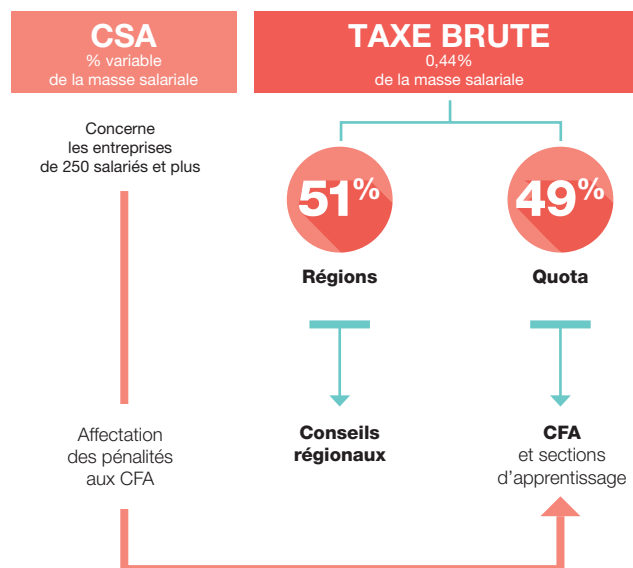 CSA
% variable
de la masse salariale
TAXE BRUTE
0,44%
de la masse salariale
Concerne
les entreprises
de 250 salariés et plus
51%
49%
Régions
Quota
Affectation
des pénalités
aux CFA
Conseils
régionaux
CFA
et sections
d’apprentissage